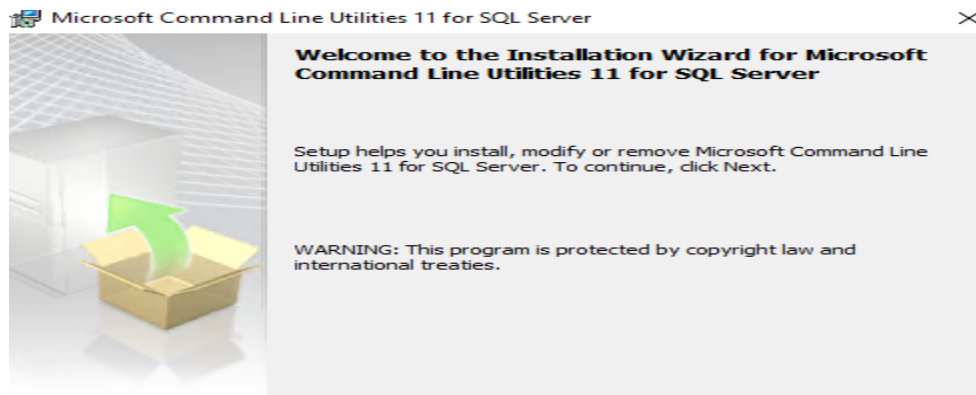 Microsoft Command Line Utilities 11 for SQL Server
Welcome to the Installation Wizard for Microsoft
Command Line Utilities 11 for SQL Server
Setup helps you install, modify or remove Microsoft Command Line
Utilities 11 for SQL Server. To continue, click Next.
WARNING: This program is protected by copyright law and
international treaties.